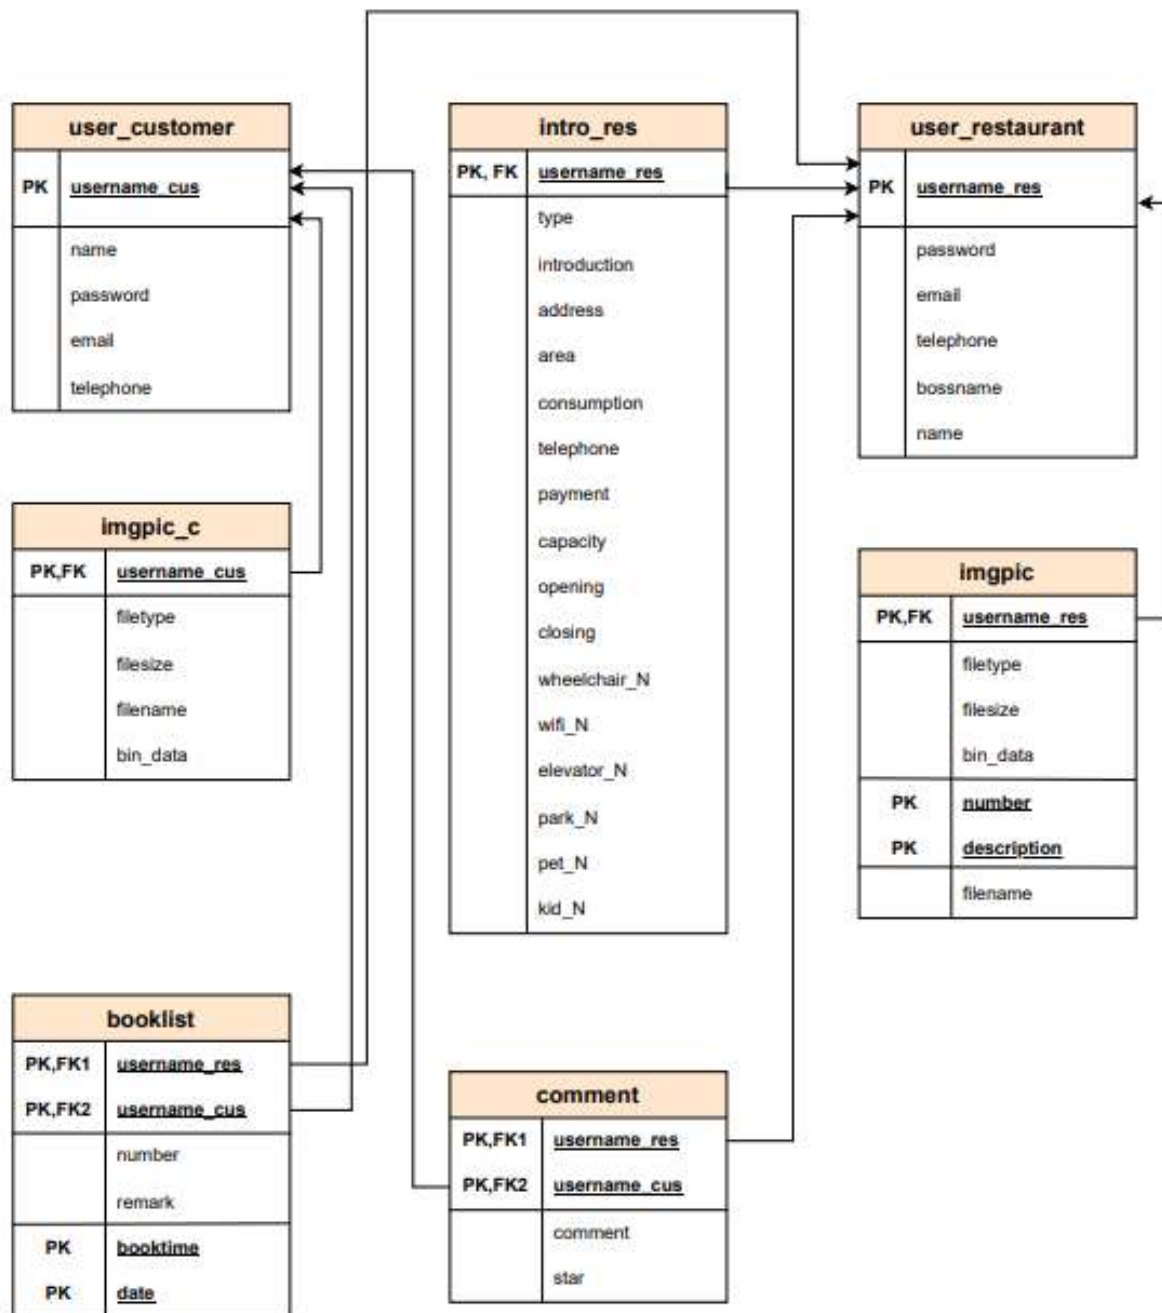 user_customer
PK username_cus
name
password
email
telephone
intro_res
PK, FK username_res
type
introduction
address
area
consumption
telephone
payment
capacity
opening
closing
wheelchair_N
wifi_N
elevator_N
park_N
pet_N
kid_N
user_restaurant
PK username_res
password
email
telephone
bossname
name
imgpic_c
PK,FK username_cus
filetype
filesize
filename
bin_data
imgpic
PK,FK username_res
filetype
filesize
bin_data
PK number
PK description
filename
booklist
PK,FK1 username_res
PK,FK2 username_cus
number
remark
PK booktime
PK date
comment
PK,FK1 username_res
PK,FK2 username_cus
comment
star